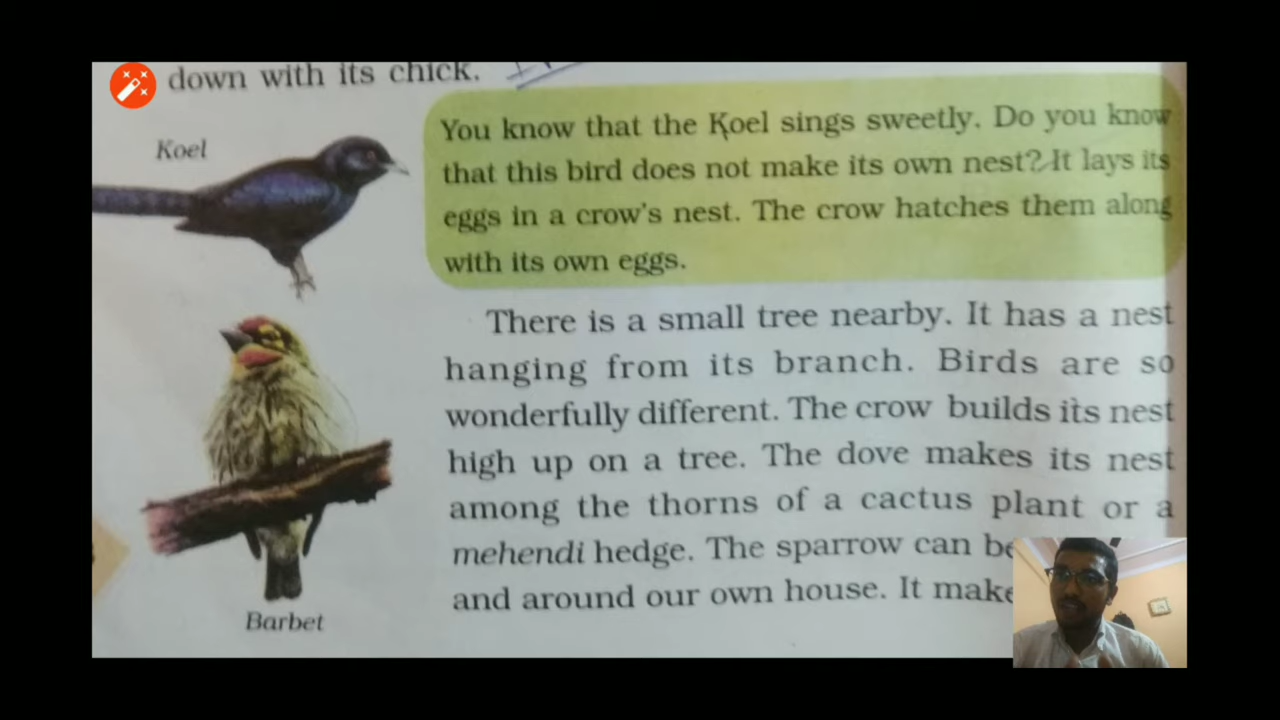 down with its chick.
Koel
You know that the Koel sings sweetly. Do you know
that this bird does not make its own nest? It lays its
eggs in a crow's nest. The crow hatches them along
with its own eggs.
There is a small tree nearby. It has a nest
hanging from its branch. Birds are so
wonderfully different. The crow builds its nest
high up on a tree. The dove makes its nest
among the thorns of a cactus plant or a
mehendi hedge. The sparrow can
and around our own house. It
Barbet